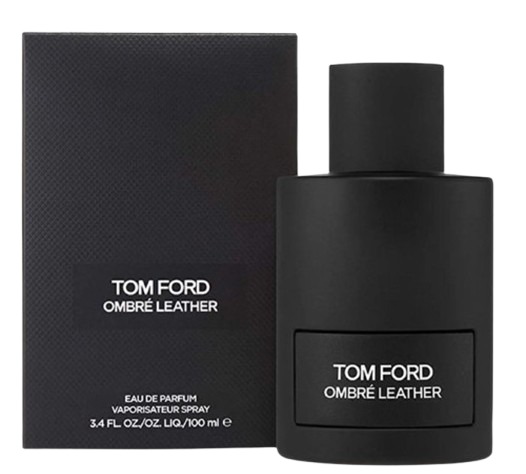 TOM FORD
OMBRÉ LEATHER
EAU DE PARFUM
VAPORISATEUR SPRAY
3.4 FL. OZ./OZ. LIQ./100 ml ℮
TOM FORD
OMBRÉ LEATHER